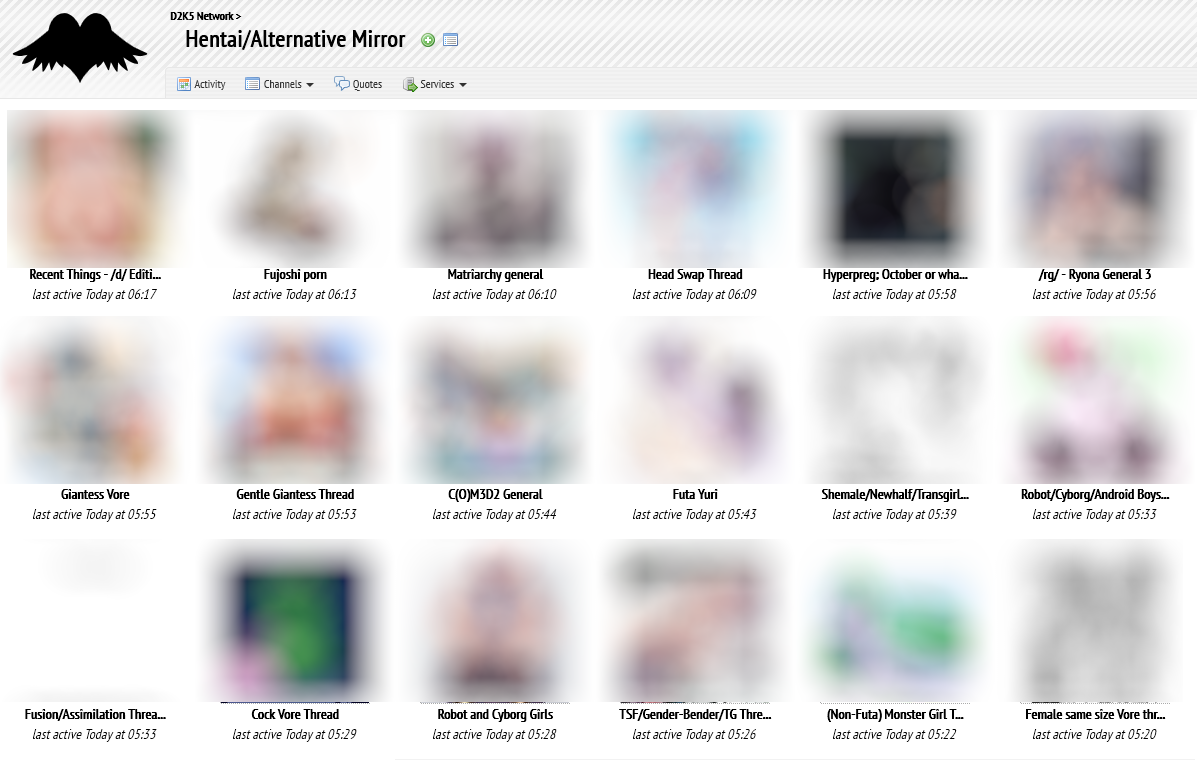 D2K5 Network >
Hentai/Alternative Mirror
Activity Channels Quotes Services
Recent Things - /d/ Editi... Fujoshi porn Matriarchy general Head Swap Thread Hyperpreg; October or wha... /rg/ - Ryona General 3
last active Today at 06:17 last active Today at 06:13 last active Today at 06:10 last active Today at 06:09 last active Today at 05:58 last active Today at 05:56
Giantess Vore Gentle Giantess Thread C(O)M3D2 General Futa Yuri Shemale/Newhalf/Transgirl... Robot/Cyborg/Android Boys...
last active Today at 05:55 last active Today at 05:53 last active Today at 05:44 last active Today at 05:43 last active Today at 05:39 last active Today at 05:33
Fusion/Assimilation Threa... Cock Vore Thread Robot and Cyborg Girls TSF/Gender-Bender/TG Thre... (Non-Futa) Monster Girl T... Female same size Vore thr...
last active Today at 05:33 last active Today at 05:29 last active Today at 05:28 last active Today at 05:26 last active Today at 05:22 last active Today at 05:20